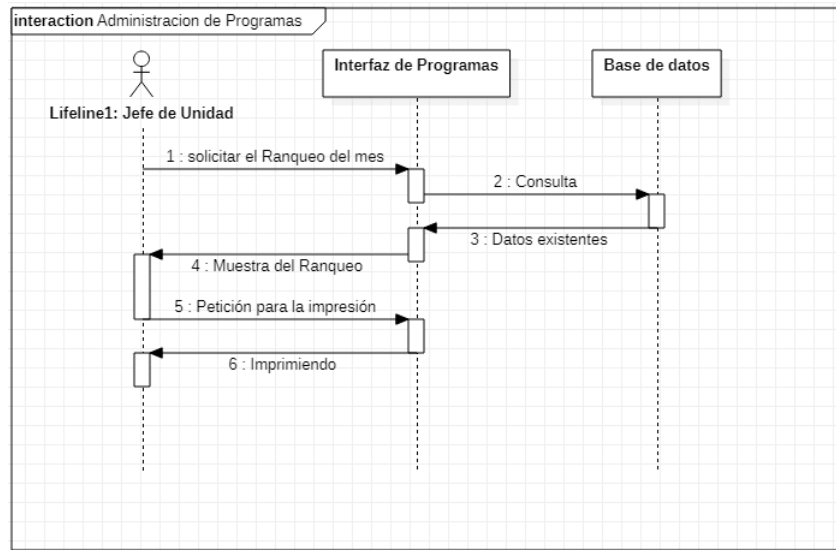 interaction Administracion de Programas
Interfaz de Programas
Base de datos
Lifeline1: Jefe de Unidad
1 : solicitar el Ranqueo del mes
2 : Consulta
3 : Datos existentes
4 : Muestra del Ranqueo
5 : Petición para la impresión
6 : Imprimiendo